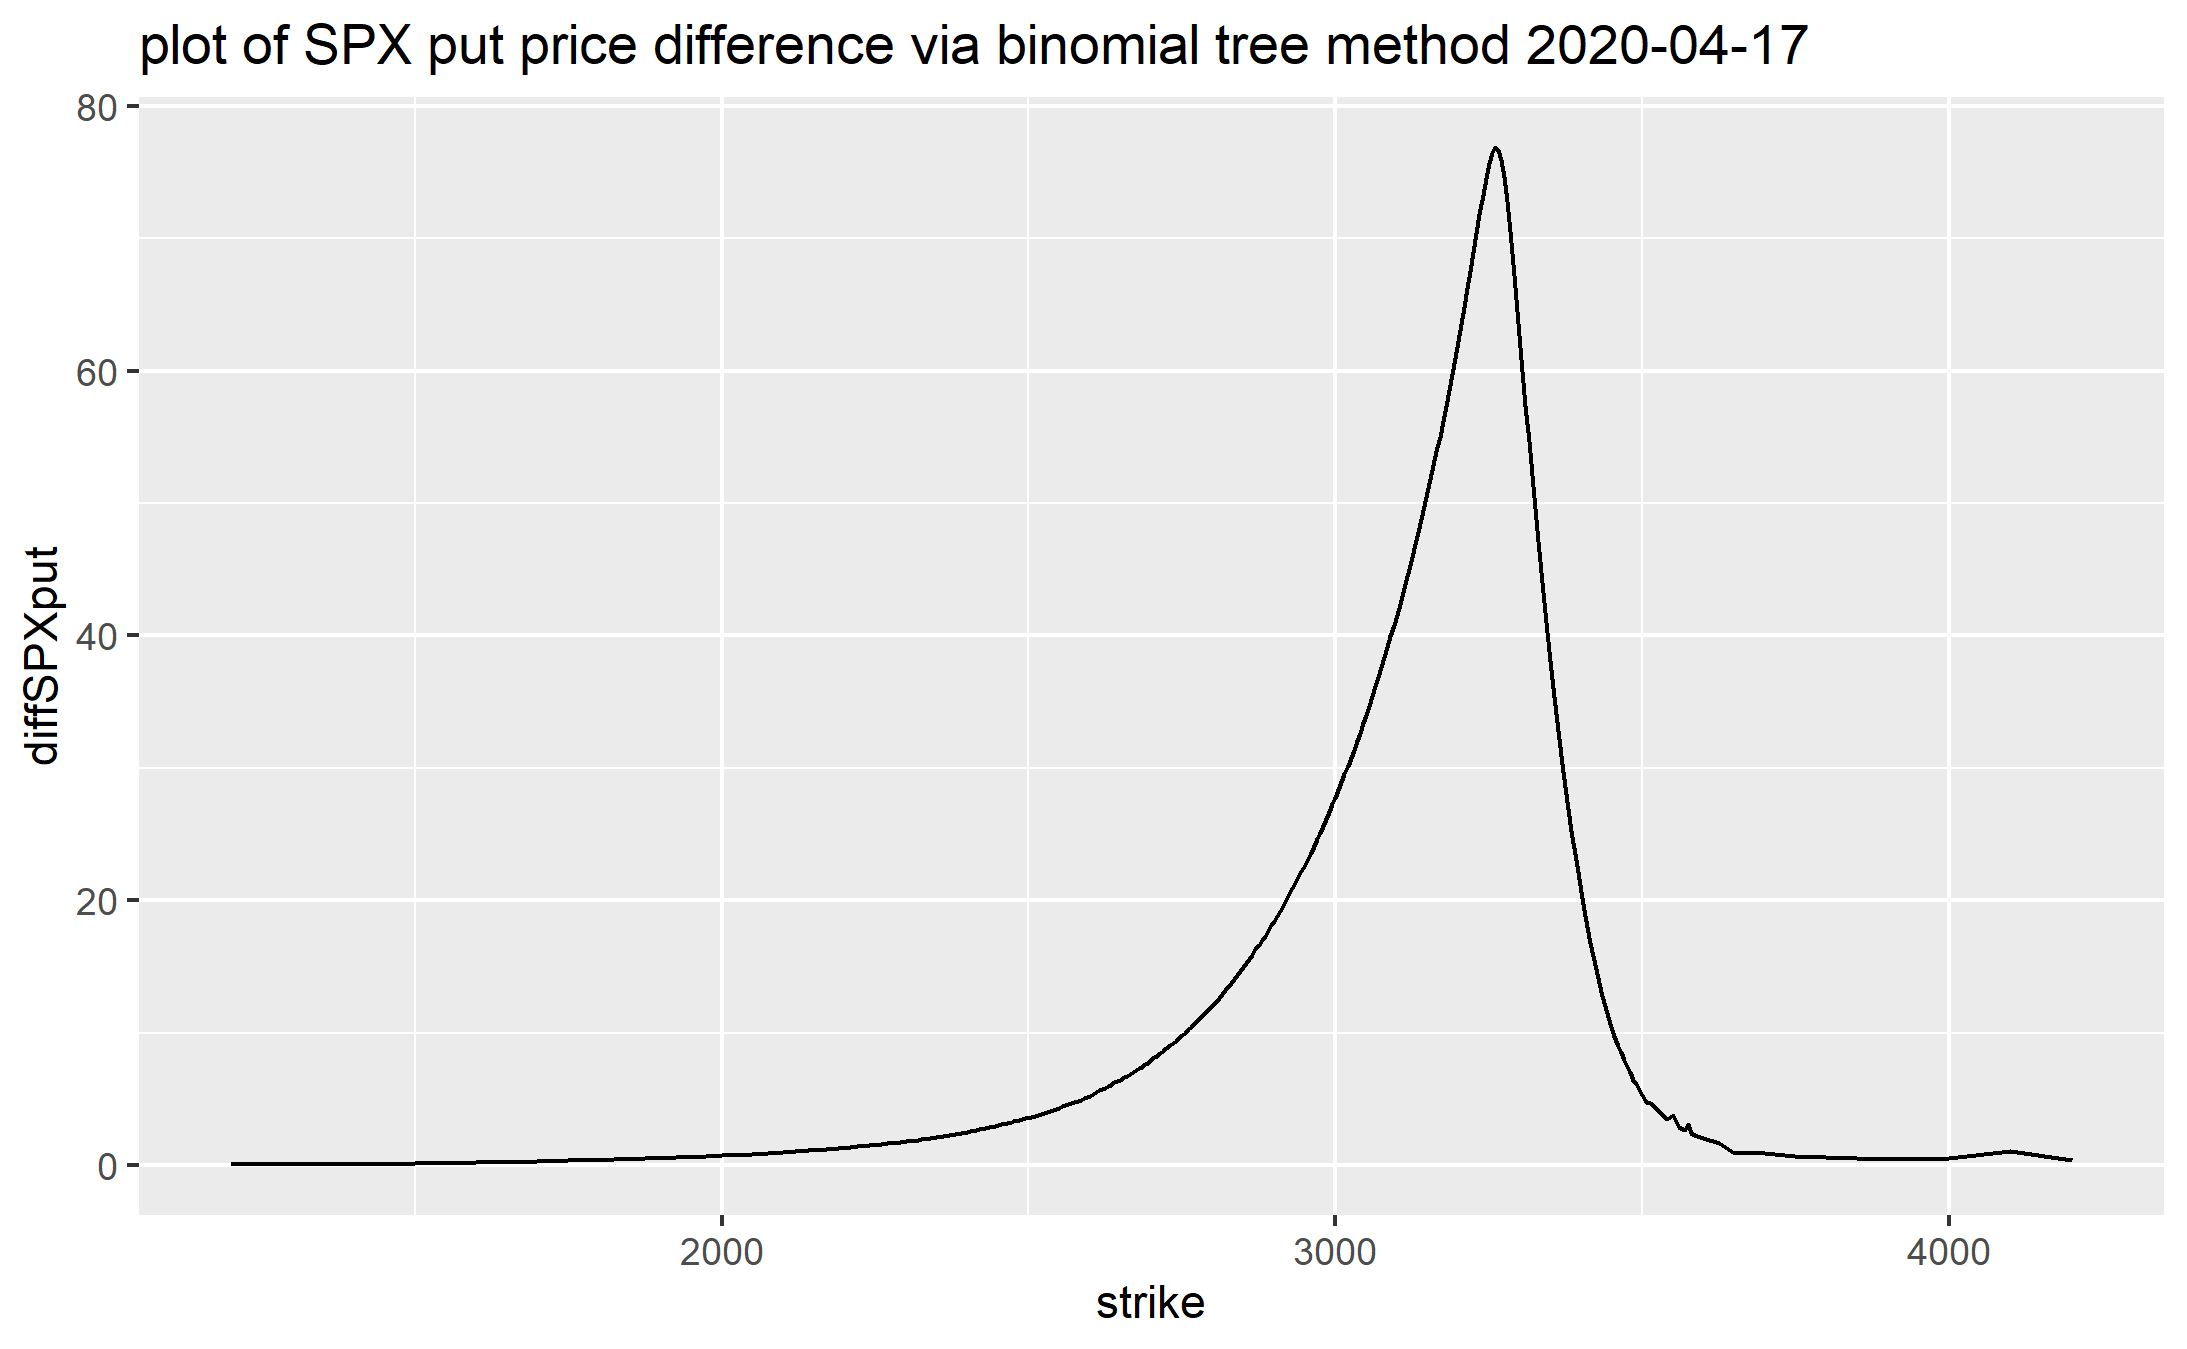 plot of SPX put price difference via binomial tree method 2020-04-17
80
60
40
20
0
diffSPXput
2000 3000 4000
strike